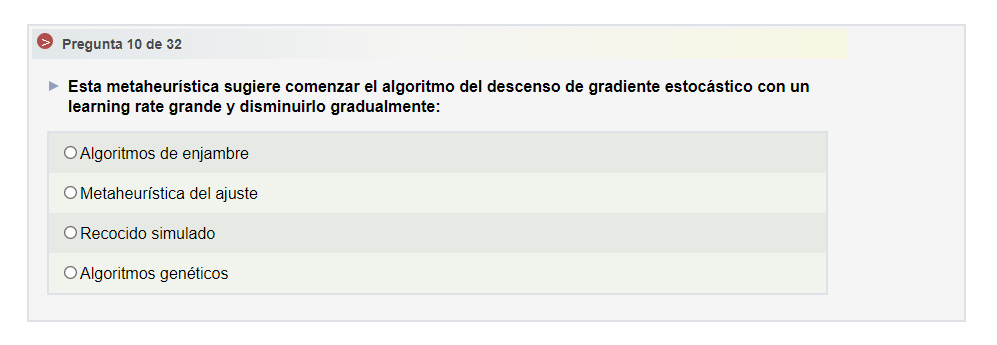 Pregunta 10 de 32
Esta metaheurística sugiere comenzar el algoritmo del descenso de gradiente estocástico con un
learning rate grande y disminuirlo gradualmente:
Algoritmos de enjambre
Metaheurística del ajuste
Recocido simulado
Algoritmos genéticos